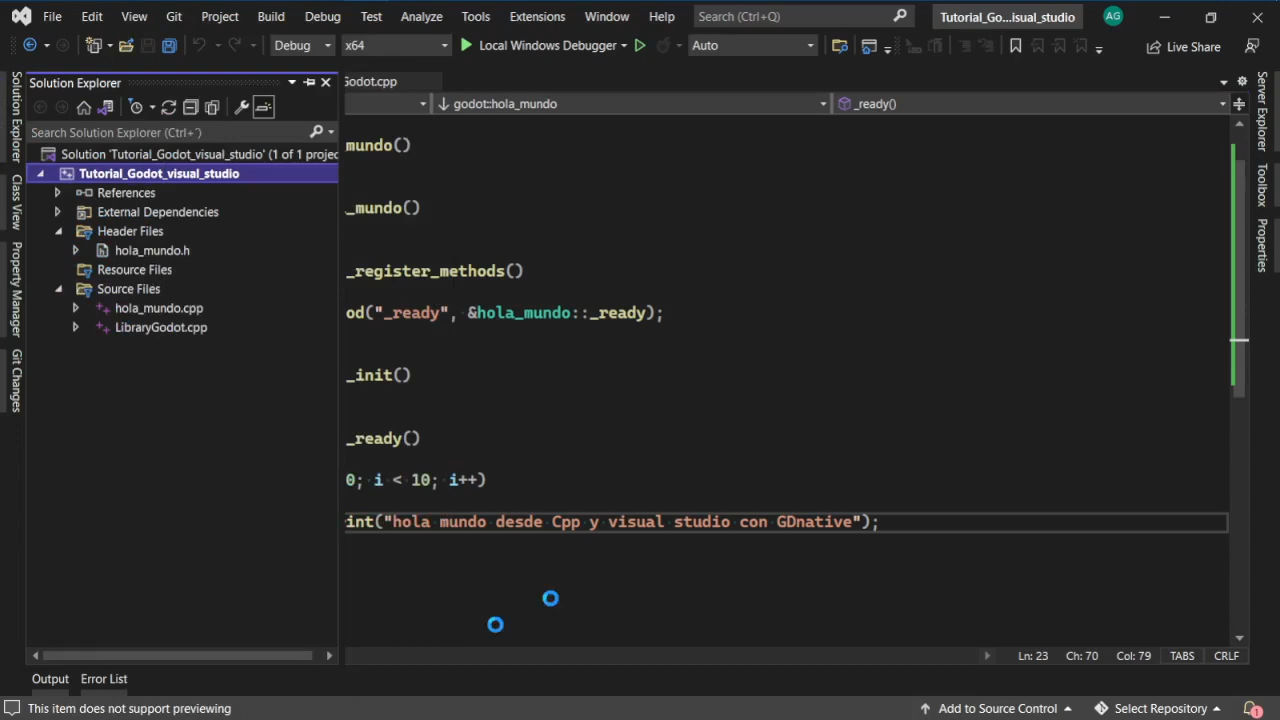 File Edit View Git Project Build Debug Test Analyze Tools Extensions Window Help Search (Ctrl+Q) Tutorial_Go...isual_studio AG
Debug x64 Local Windows Debugger Auto Live Share
Solution Explorer
Godot.cpp
godot::hola_mundo
_ready()
Search Solution Explorer (Ctrl+´)
Solution 'Tutorial_Godot_visual_studio' (1 of 1 projec
Tutorial_Godot_visual_studio
References
External Dependencies
Header Files
hola_mundo.h
Resource Files
Source Files
hola_mundo.cpp
LibraryGodot.cpp
mundo()
_mundo()
_register_methods()
od("_ready", &hola_mundo::_ready);
_init()
_ready()
0; i < 10; i++)
int("hola mundo desde Cpp y visual studio con GDnative");
Solution Explorer
Class View
Property Manager
Git Changes
Server Explorer
Toolbox
Properties
Ln: 23 Ch: 70 Col: 79 TABS CRLF
Output Error List
This item does not support previewing
Add to Source Control Select Repository 1